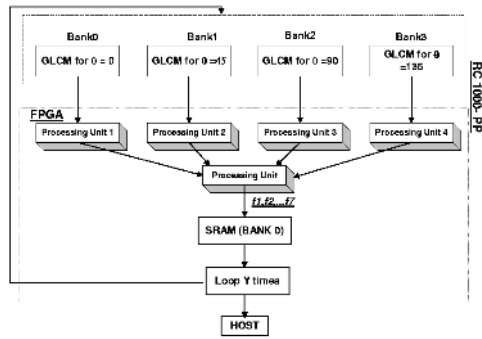 Bank0 Bank1 Bank2 Bank3
GLCM for 0 = 0 GLCM for 0 =45 GLCM for 0 =90 GLCM for θ
=135
RC 1000- PP
FPGA
Processing Unit 1 Processing Unit 2 Processing Unit 3 Processing Unit 4
Processing Unit
f1,f2,...,f7
SRAM (BANK 0)
Loop Y times
HOST